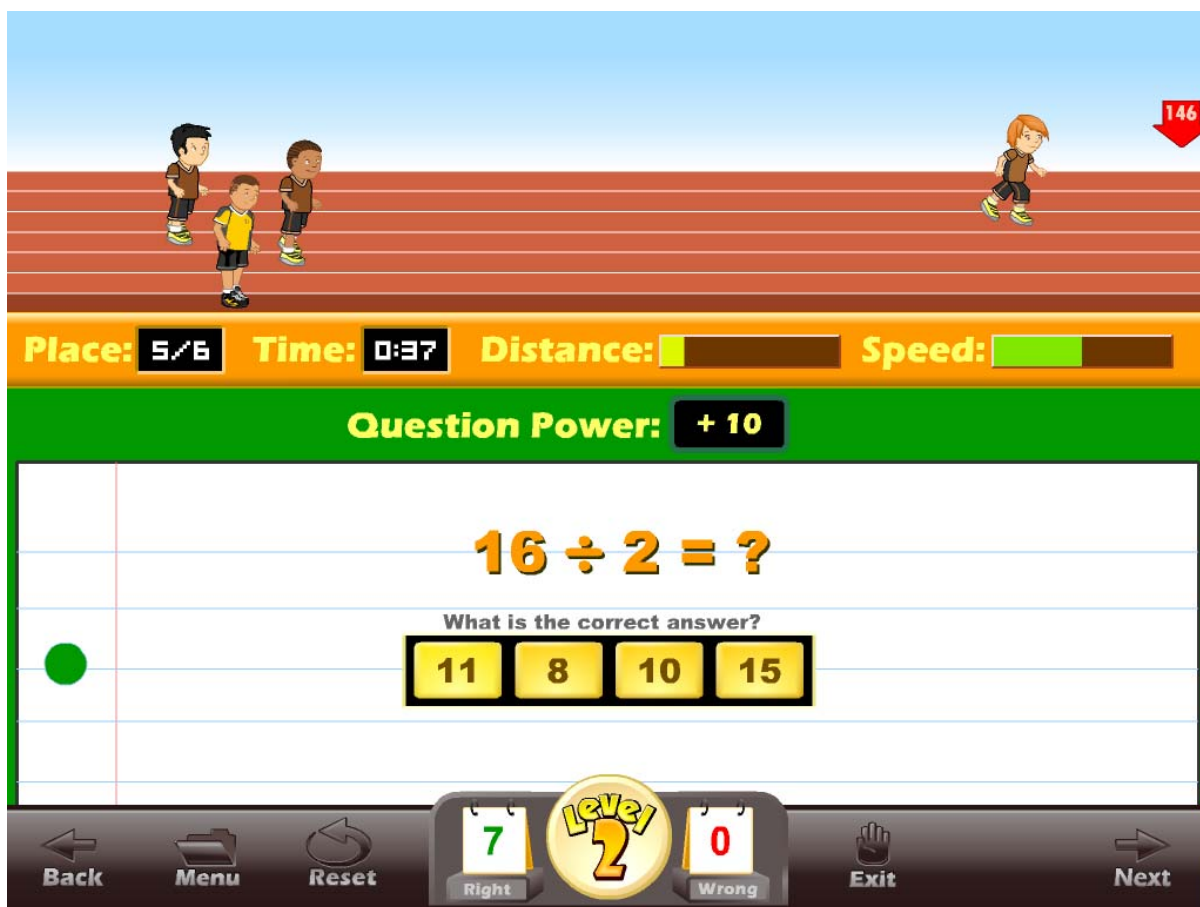 146
Place: 5/6 Time: 0:37 Distance: Speed:
Question Power: + 10
16 ÷ 2 = ?
What is the correct answer?
11 8 10 15
Level
7 2 0
Right Wrong
Back Menu Reset Exit Next